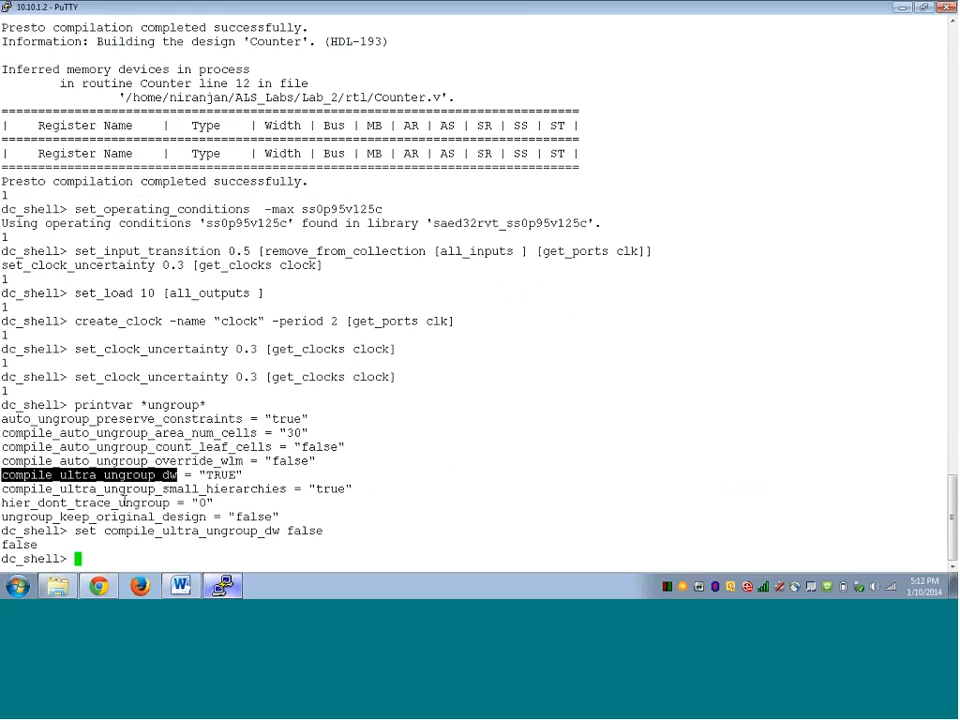 10.10.1.2 - PuTTY
Presto compilation completed successfully.
Information: Building the design 'Counter'. (HDL-193)
Inferred memory devices in process
in routine Counter line 12 in file
'/home/niranjan/ALS_Labs/Lab_2/rtl/Counter.v'.
===============================================================================
| Register Name | Type | Width | Bus | MB | AR | AS | SR | SS | ST |
===============================================================================
| Register Name | Type | Width | Bus | MB | AR | AS | SR | SS | ST |
===============================================================================
Presto compilation completed successfully.
1
dc_shell> set_operating_conditions -max ss0p95v125c
Using operating conditions 'ss0p95v125c' found in library 'saed32rvt_ss0p95v125c'.
1
dc_shell> set_input_transition 0.5 [remove_from_collection [all_inputs ] [get_ports clk]]
set_clock_uncertainty 0.3 [get_clocks clock]
1
dc_shell> set_load 10 [all_outputs ]
1
dc_shell> create_clock -name "clock" -period 2 [get_ports clk]
1
dc_shell> set_clock_uncertainty 0.3 [get_clocks clock]
1
dc_shell> set_clock_uncertainty 0.3 [get_clocks clock]
1
dc_shell> printvar *ungroup*
auto_ungroup_preserve_constraints = "true"
compile_auto_ungroup_area_num_cells = "30"
compile_auto_ungroup_count_leaf_cells = "false"
compile_auto_ungroup_override_wlm = "false"
compile_ultra_ungroup_dw = "TRUE"
compile_ultra_ungroup_small_hierarchies = "true"
hier_dont_trace_ungroup = "0"
ungroup_keep_original_design = "false"
dc_shell> set compile_ultra_ungroup_dw false
false
dc_shell>
5:12 PM
1/10/2014